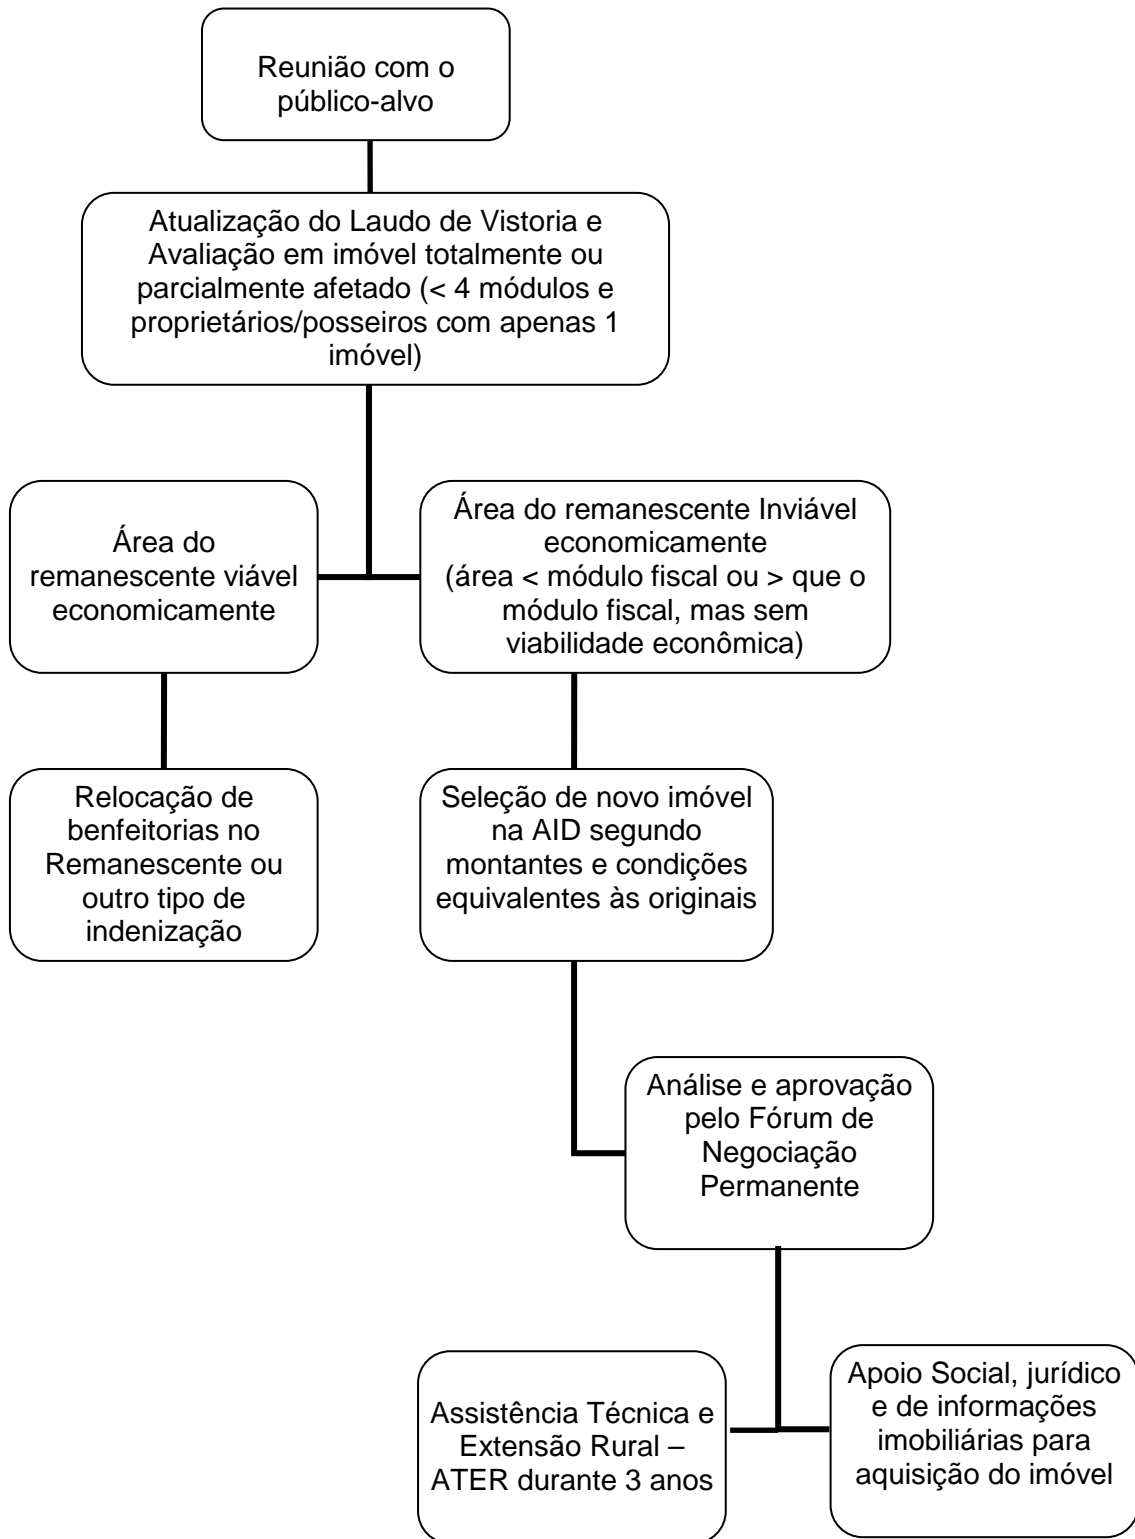 Reunião com o
público-alvo
Atualização do Laudo de Vistoria e
Avaliação em imóvel totalmente ou
parcialmente afetado (< 4 módulos e
proprietários/posseiros com apenas 1
imóvel)
Área do
remanescente viável
economicamente
Área do remanescente Inviável
economicamente
(área < módulo fiscal ou > que o
módulo fiscal, mas sem
viabilidade econômica)
Relocação de
benfeitorias no
Remanescente ou
outro tipo de
indenização
Seleção de novo imóvel
na AID segundo
montantes e condições
equivalentes às originais
Análise e aprovação
pelo Fórum de
Negociação
Permanente
Assistência Técnica e
Extensão Rural –
ATER durante 3 anos
Apoio Social, jurídico
e de informações
imobiliárias para
aquisição do imóvel